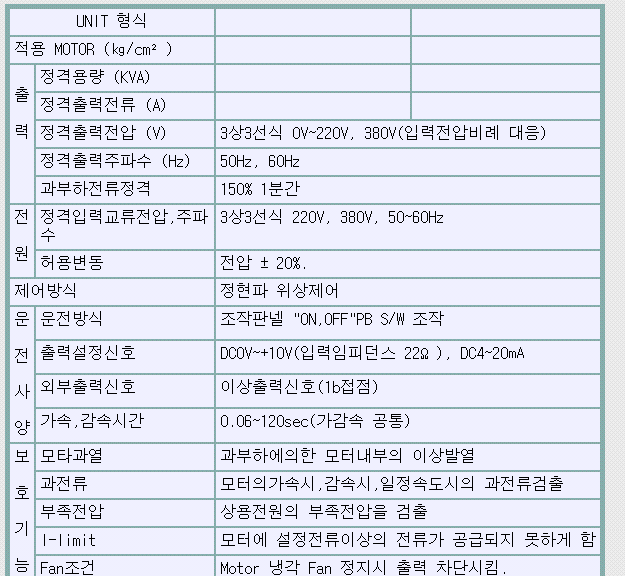 UNIT 형식
적용 MOTOR (㎏/cm² )
출력
정격용량 (KVA)
정격출력전류 (A)
정격출력전압 (V) 3상3선식 0V~220V, 380V(입력전압비례 대응)
정격출력주파수 (Hz) 50Hz, 60Hz
과부하전류정격 150% 1분간
전원
정격입력교류전압,주파수 3상3선식 220V, 380V, 50~60Hz
허용변동 전압 ± 20%.
제어방식 정현파 위상제어
운전사양
운전방식 조작판넬 "ON,OFF"PB S/W 조작
출력설정신호 DC0V~+10V(입력임피던스 22Ω ), DC4~20mA
외부출력신호 이상출력신호(1b접점)
가속,감속시간 0.06~120sec(가감속 공통)
보호기능
모타과열 과부하에의한 모터내부의 이상발열
과전류 모터의가속시,감속시,일정속도시의 과전류검출
부족전압 상용전원의 부족전압을 검출
I-limit 모터에 설정전류이상의 전류가 공급되지 못하게 함
Fan조건 Motor 냉각 Fan 정지시 출력 차단시킴.